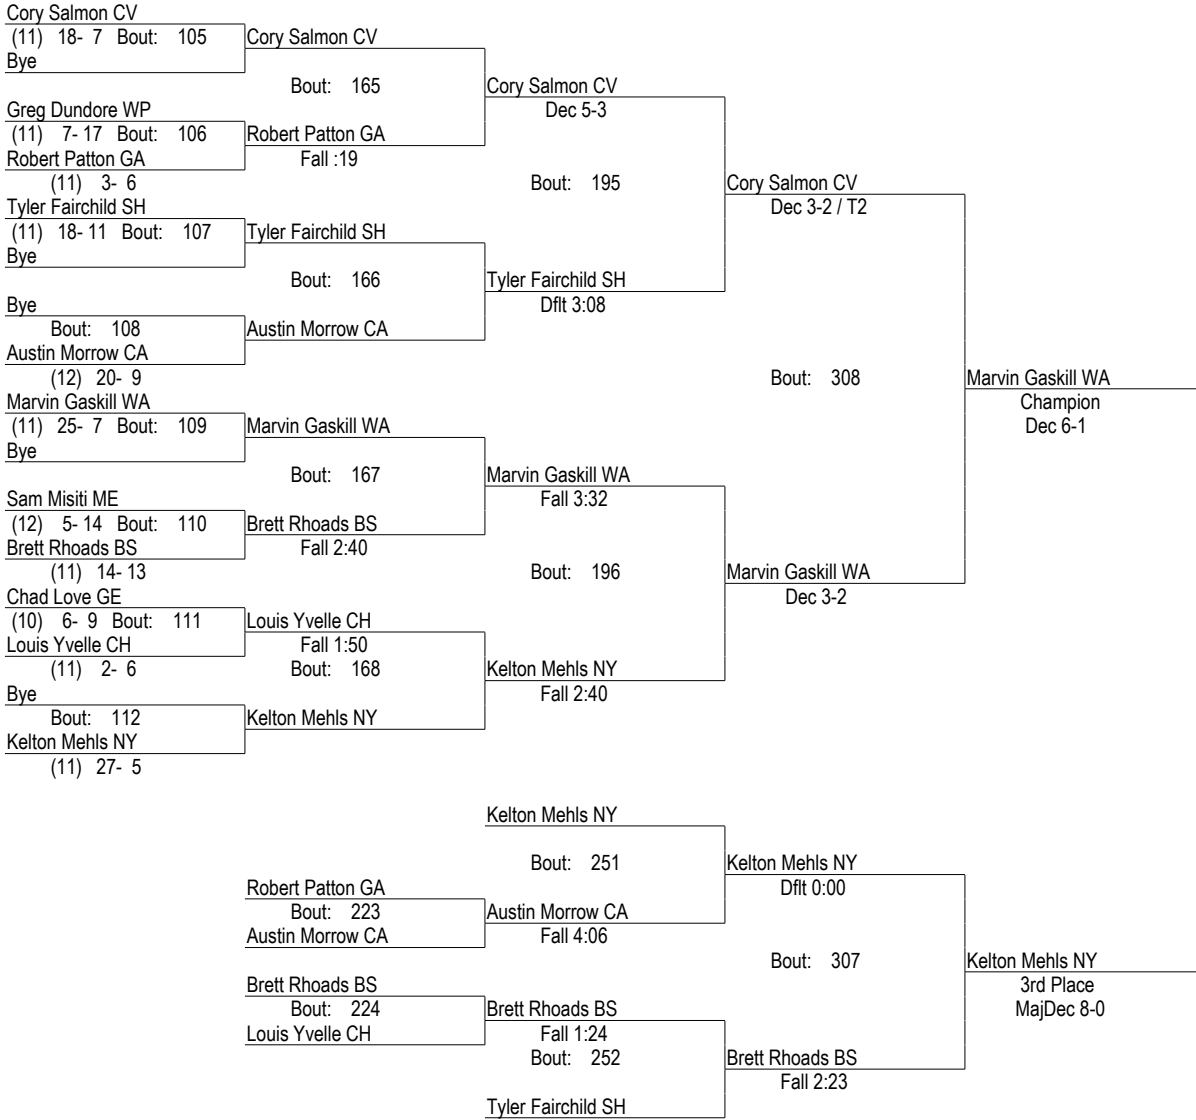 Cory Salmon CV
(11) 18- 7 Bout: 105 Cory Salmon CV
Bye
Bout: 165 Cory Salmon CV
Greg Dundore WP Dec 5-3
(11) 7- 17 Bout: 106 Robert Patton GA
Robert Patton GA Fall :19
(11) 3- 6 Bout: 195 Cory Salmon CV
Tyler Fairchild SH Dec 3-2 / T2
(11) 18- 11 Bout: 107 Tyler Fairchild SH
Bye
Bout: 166 Tyler Fairchild SH
Bye Dflt 3:08
Bout: 108 Austin Morrow CA
Austin Morrow CA
(12) 20- 9 Bout: 308 Marvin Gaskill WA
Marvin Gaskill WA Champion
(11) 25- 7 Bout: 109 Marvin Gaskill WA Dec 6-1
Bye
Bout: 167 Marvin Gaskill WA
Sam Misiti ME Fall 3:32
(12) 5- 14 Bout: 110 Brett Rhoads BS
Brett Rhoads BS Fall 2:40
(11) 14- 13 Bout: 196 Marvin Gaskill WA
Chad Love GE Dec 3-2
(10) 6- 9 Bout: 111 Louis Yvelle CH
Louis Yvelle CH Fall 1:50
(11) 2- 6 Bout: 168 Kelton Mehls NY
Bye Fall 2:40
Bout: 112 Kelton Mehls NY
Kelton Mehls NY
(11) 27- 5
Kelton Mehls NY
Bout: 251 Kelton Mehls NY
Robert Patton GA Dflt 0:00
Bout: 223 Austin Morrow CA
Austin Morrow CA Fall 4:06
Bout: 307 Kelton Mehls NY
Brett Rhoads BS 3rd Place
Bout: 224 Brett Rhoads BS MajDec 8-0
Louis Yvelle CH Fall 1:24
Bout: 252 Brett Rhoads BS
Fall 2:23
Tyler Fairchild SH